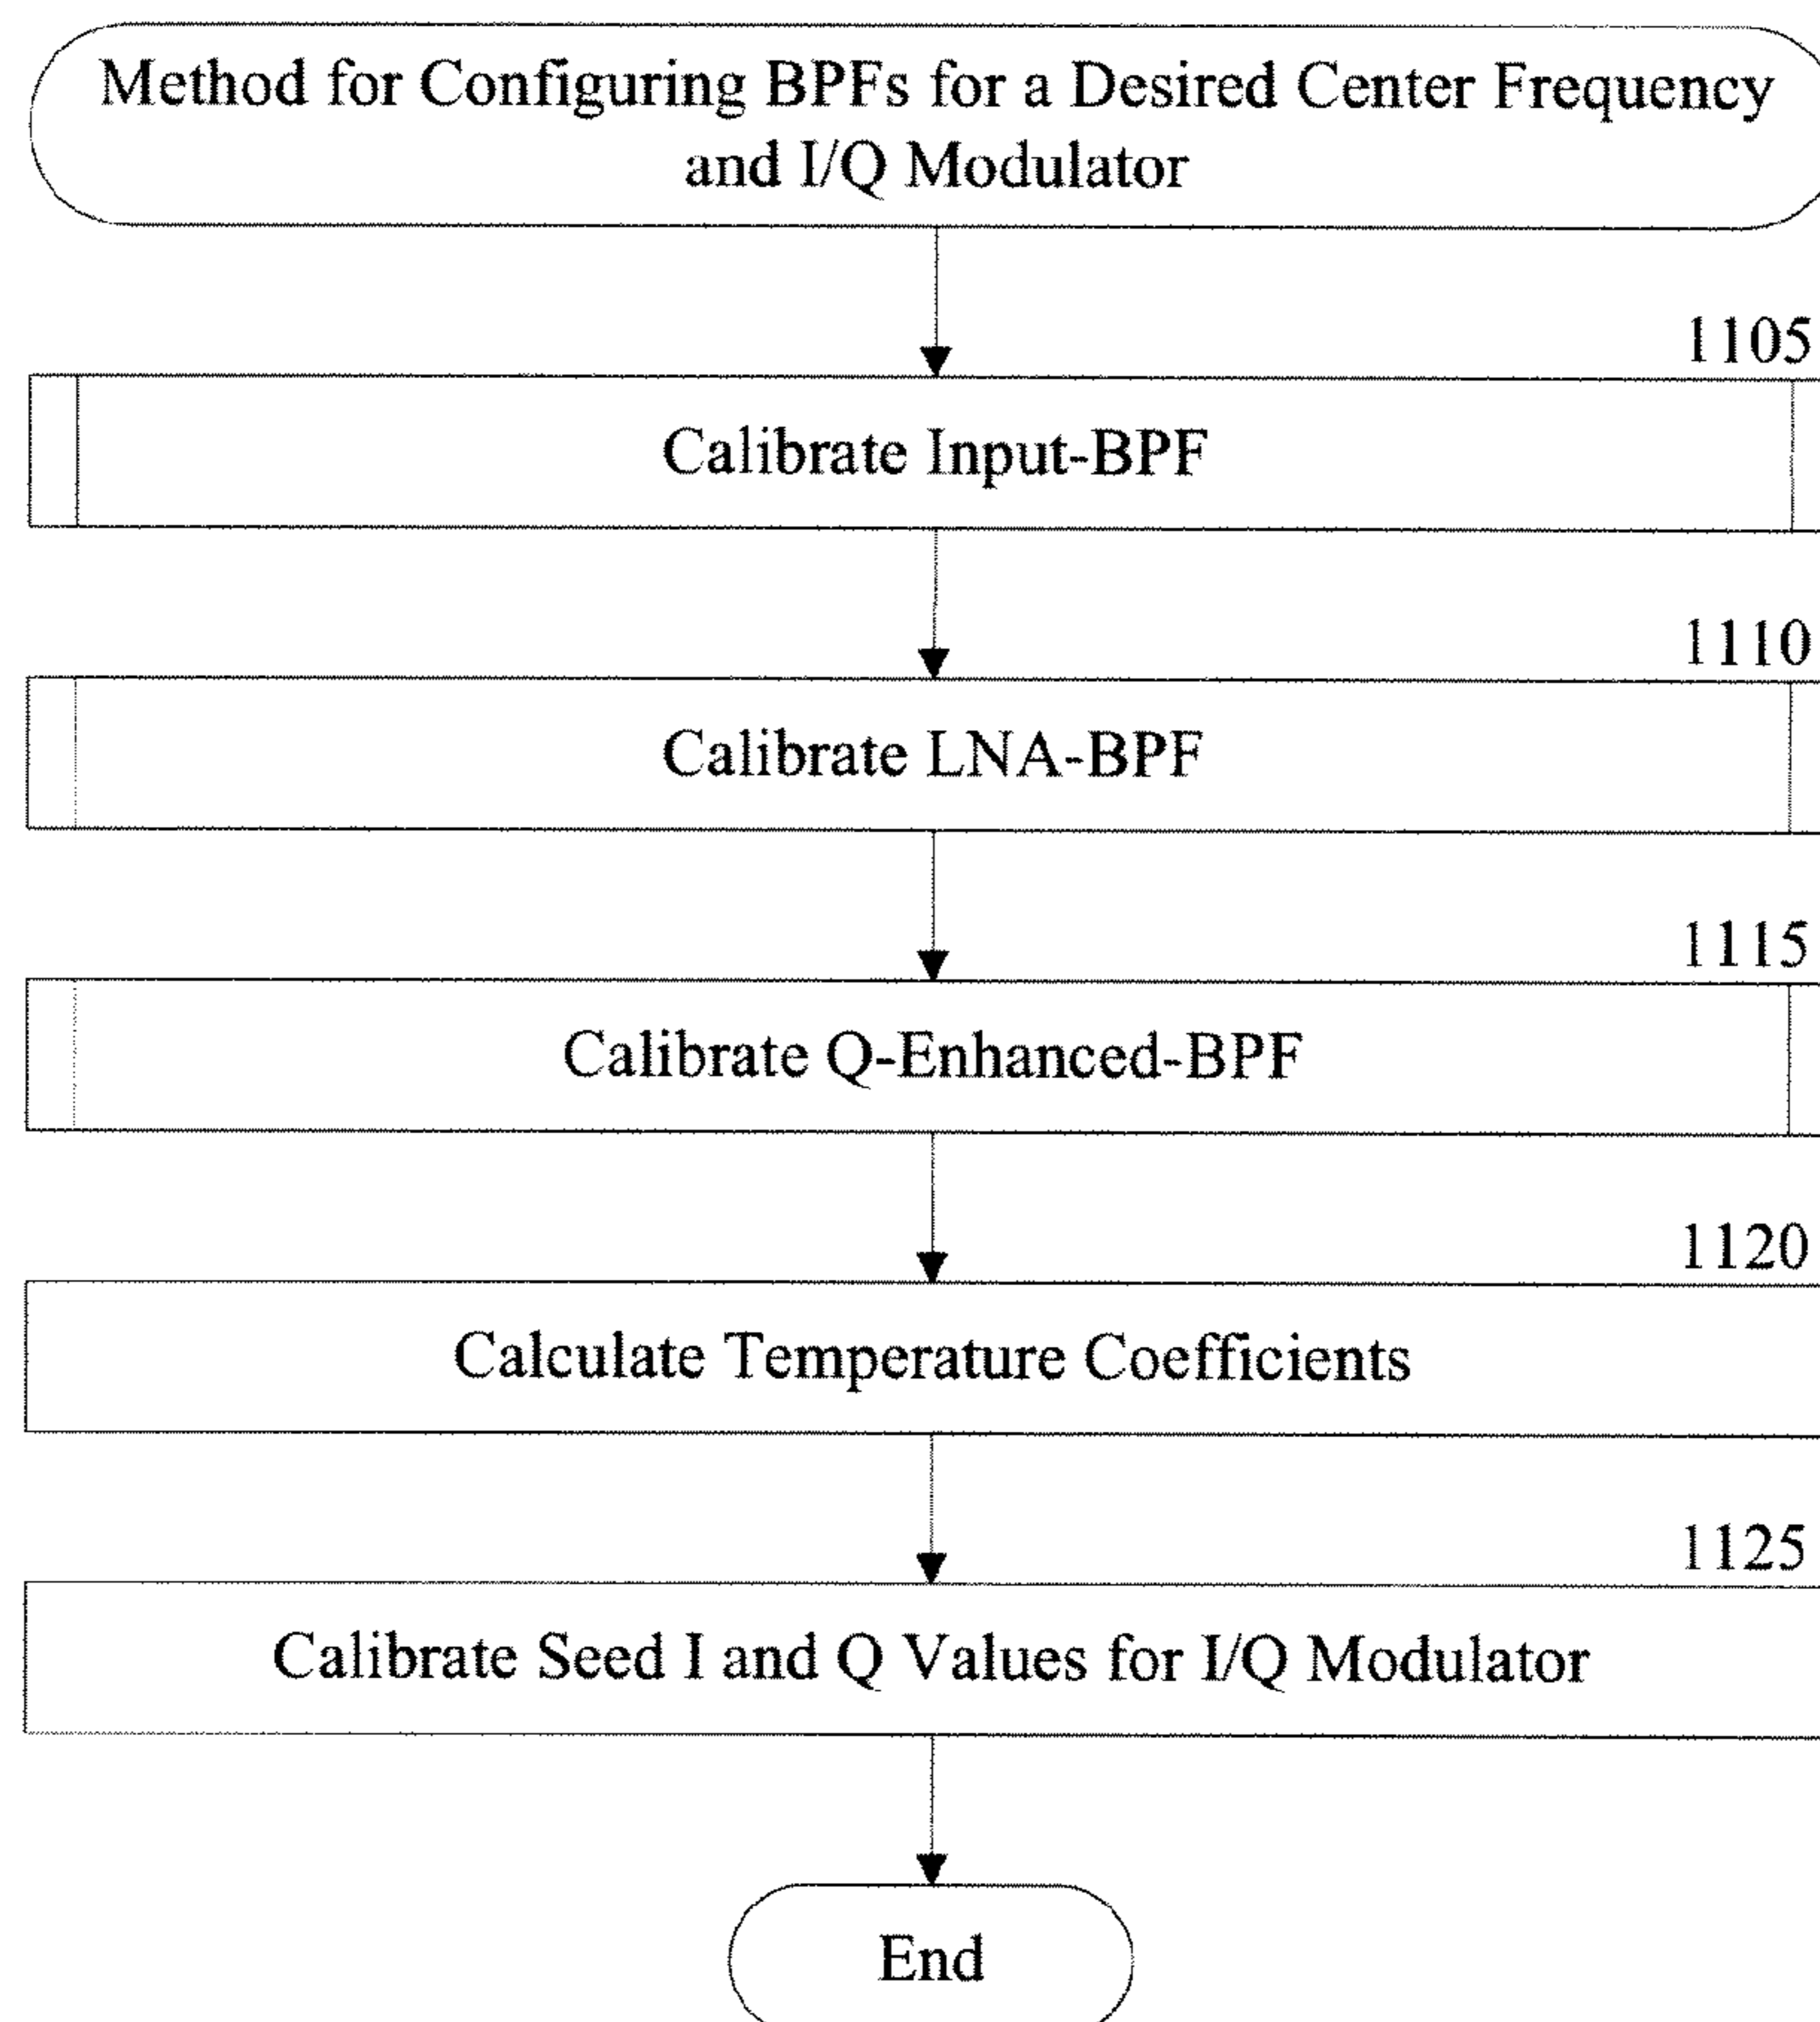 Method for Configuring BPFs for a Desired Center Frequency
and I/Q Modulator
1105
Calibrate Input-BPF
1110
Calibrate LNA-BPF
1115
Calibrate Q-Enhanced-BPF
1120
Calculate Temperature Coefficients
1125
Calibrate Seed I and Q Values for I/Q Modulator
End